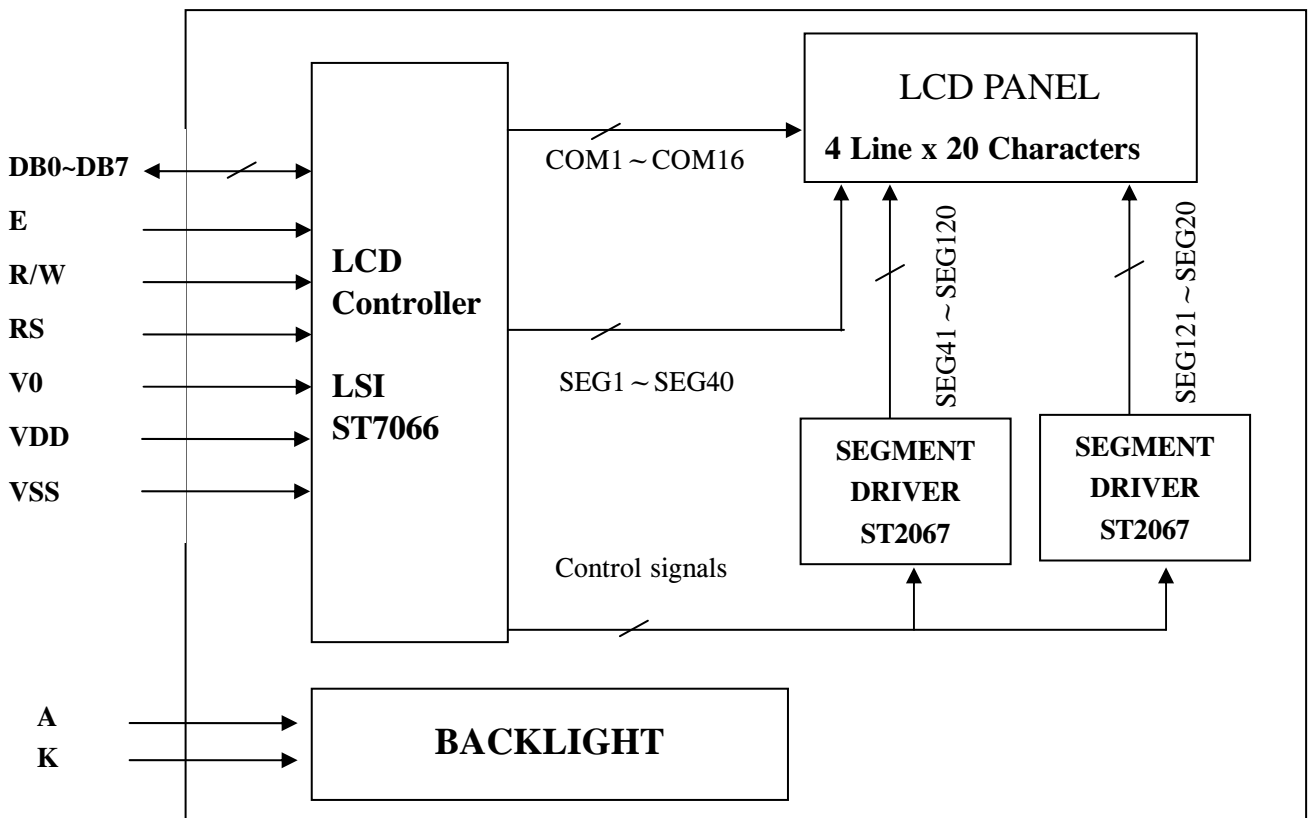 LCD PANEL
4 Line x 20 Characters
COM1 ~ COM16
DB0~DB7
E
R/W
RS
V0
VDD
VSS
LCD
Controller
LSI
ST7066
SEG1 ~ SEG40
SEG41 ~ SEG120
SEG121 ~ SEG20
SEGMENT
DRIVER
ST2067
SEGMENT
DRIVER
ST2067
Control signals
A
K
BACKLIGHT